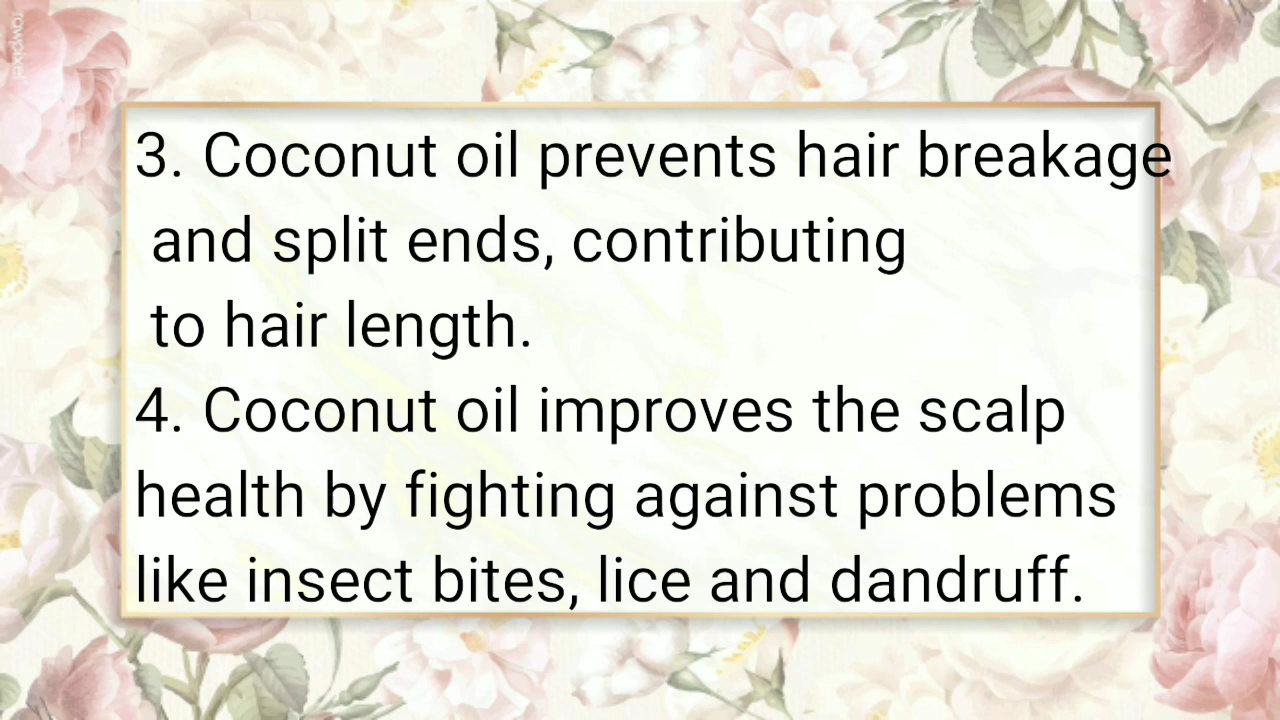 3. Coconut oil prevents hair breakage
and split ends, contributing
to hair length.
4. Coconut oil improves the scalp
health by fighting against problems
like insect bites, lice and dandruff.
rawpixel